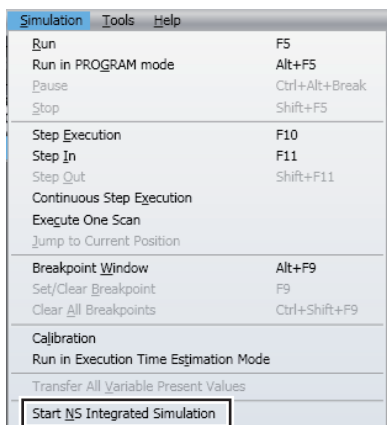 Simulation Tools Help
Run F5
Run in PROGRAM mode Alt+F5
Pause Ctrl+Alt+Break
Stop Shift+F5
Step Execution F10
Step In F11
Step Out Shift+F11
Continuous Step Execution
Execute One Scan
Jump to Current Position
Breakpoint Window Alt+F9
Set/Clear Breakpoint F9
Clear All Breakpoints Ctrl+Shift+F9
Calibration
Run in Execution Time Estimation Mode
Transfer All Variable Present Values
Start NS Integrated Simulation